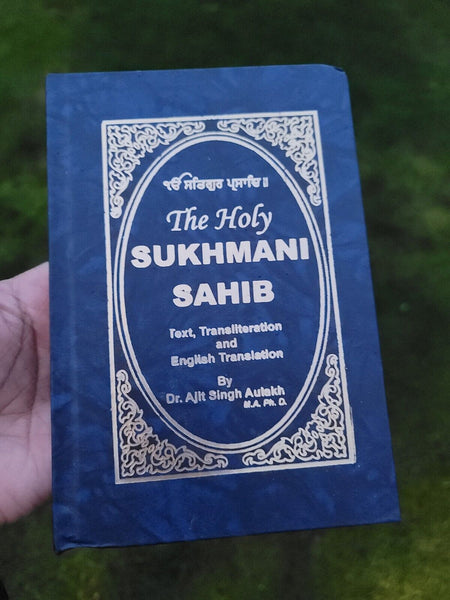 ੴ ਸਤਿਗੁਰ ਪ੍ਰਸਾਦਿ॥
The Holy
SUKHMANI
SAHIB
Text, Transliteration
and
English Translation
By
Dr. Ajit Singh Aulakh
M.A. Ph. D.